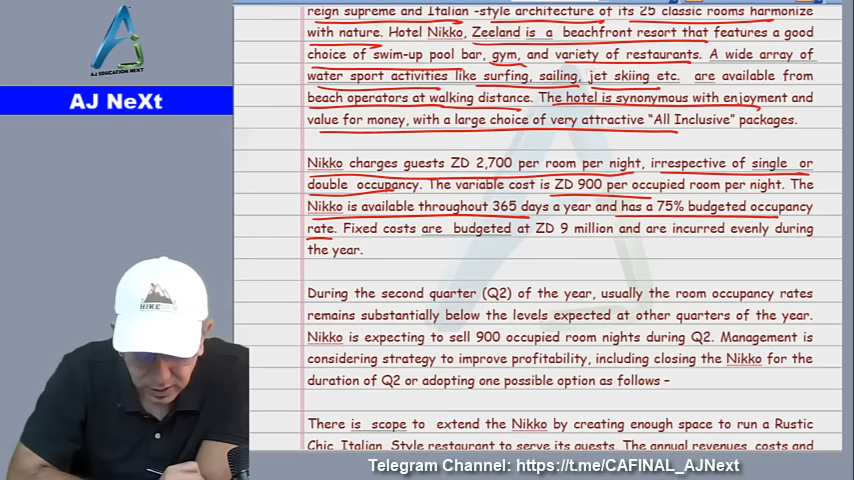 reign supreme and Italian -style architecture of its 25 classic rooms harmonize
with nature. Hotel Nikko, Zeeland is a beachfront resort that features a good
choice of swim-up pool bar, gym, and variety of restaurants. A wide array of
water sport activities like surfing, sailing, jet skiing etc. are available from
beach operators at walking distance. The hotel is synonymous with enjoyment and
value for money, with a large choice of very attractive “All Inclusive” packages.
Nikko charges guests ZD 2,700 per room per night, irrespective of single or
double occupancy. The variable cost is ZD 900 per occupied room per night. The
Nikko is available throughout 365 days a year and has a 75% budgeted occupancy
rate. Fixed costs are budgeted at ZD 9 million and are incurred evenly during
the year.
During the second quarter (Q2) of the year, usually the room occupancy rates
remains substantially below the levels expected at other quarters of the year.
Nikko is expecting to sell 900 occupied room nights during Q2. Management is
considering strategy to improve profitability, including closing the Nikko for the
duration of Q2 or adopting one possible option as follows –
There is scope to extend the Nikko by creating enough space to run a Rustic
Chic Italian Style restaurant to serve its guests. The annual revenues, costs and
AJ EDUCATION NEXT
AJ NeXt
HIKE
Telegram Channel: https://t.me/CAFINAL_AJNext